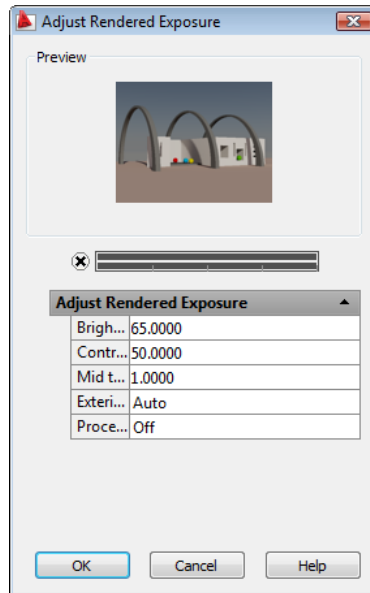 Adjust Rendered Exposure
Preview
Adjust Rendered Exposure
Brigh... 65.0000
Contr... 50.0000
Mid t... 1.0000
Exteri... Auto
Proce... Off
OK Cancel Help